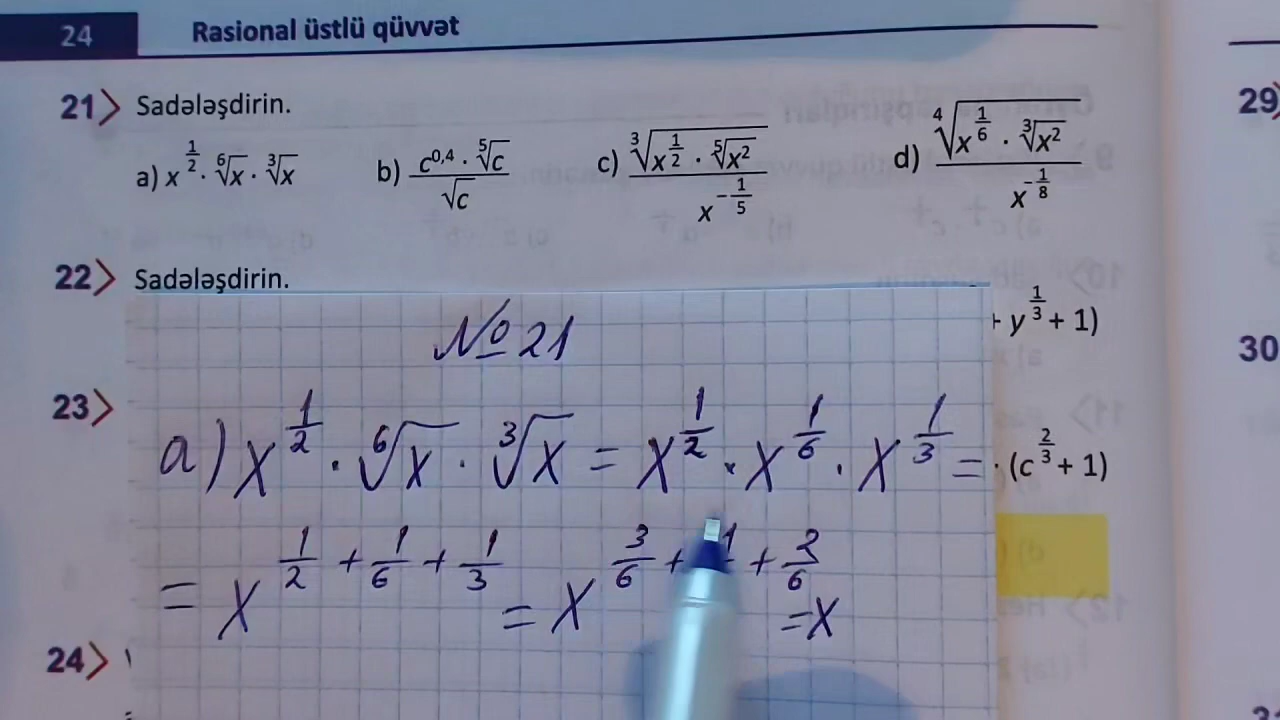 24 Rasional üstlü qüvvət
21 Sadələşdirin.
a) x^(1/2) · ⁶√x · ³√x b) (c^(0,4) · ⁵√c)/√c c) ³√(x^(1/2) · ⁵√(x²))/x^(-1/5) d) ⁴√(x^(1/6) · ³√(x²))/x^(-1/8)
22 Sadələşdirin.
+ y^(1/3) + 1)
23
· (c^(2/3) + 1)
24
29
30
№ 21
a) x^(1/2) · ⁶√x · ³√x = x^(1/2) · x^(1/6) · x^(1/3) =
= x^(1/2 + 1/6 + 1/3) = x^(3/6 + 1/ + 2/6) = x